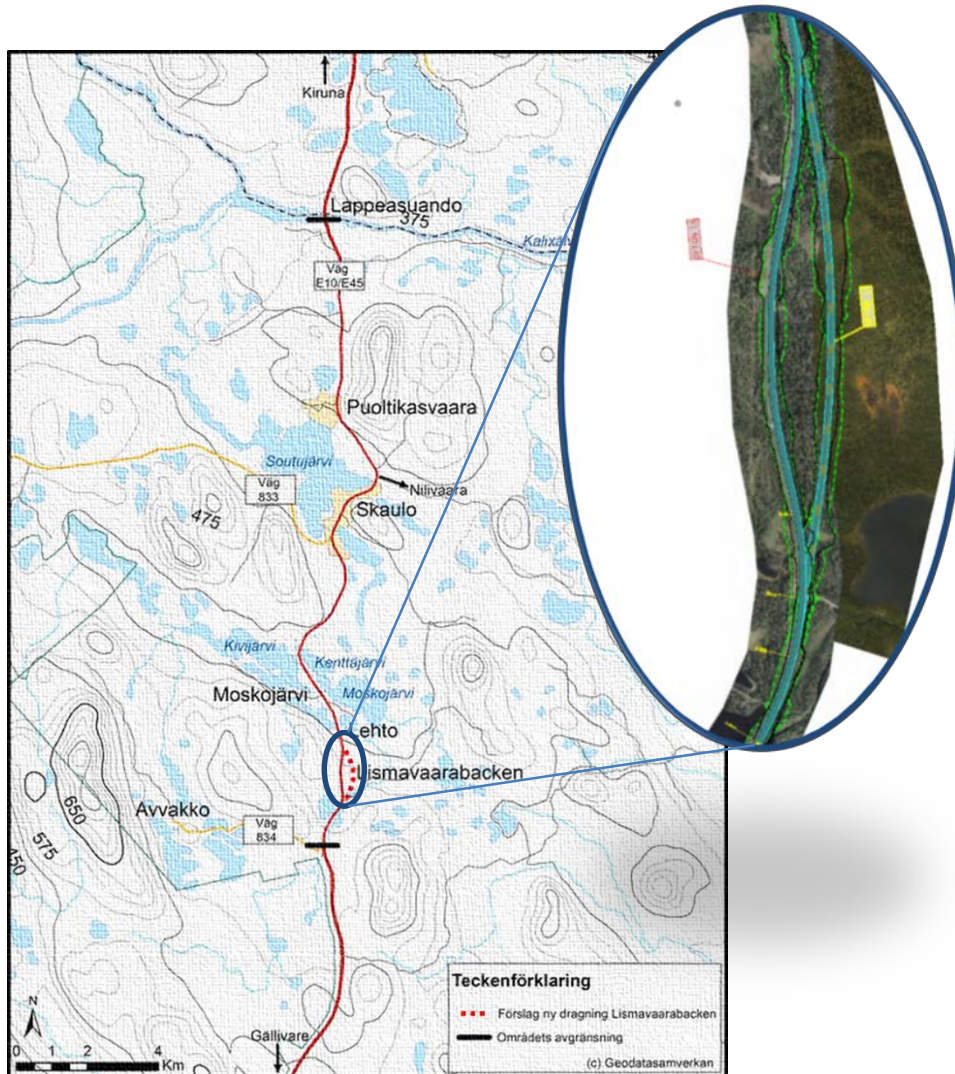 Kiruna
Lappeasuando
375
Kalixälv
Väg
E10/E45
Puoltikasvaara
Soutujärvi
Väg
833
Nilivaara
Skaulo
475
Kivijärvi
Kenttäjärvi
Moskojärvi
Moskojärvi
Lehto
Lismavaarabacken
Avvakko
650
575
450
Väg
834
Gällivare
N
0 1 2 4
Km
Teckenförklaring
Förslag ny dragning Lismavaarabacken
Områdets avgränsning
(c) Geodatasamverkan